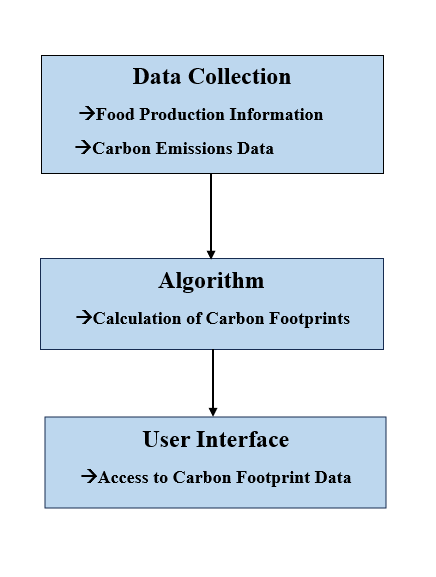 Data Collection
→Food Production Information
→Carbon Emissions Data
Algorithm
→Calculation of Carbon Footprints
User Interface
→Access to Carbon Footprint Data